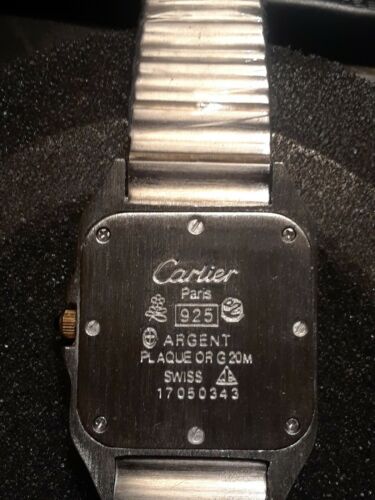 Cartier
Paris
925
ARGENT
PLAQUE OR G 20M
SWISS
17050343